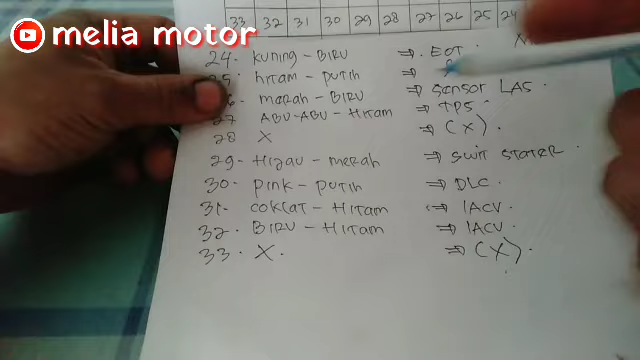 melia motor
33 32 31 30 29 28 27 26 25 24
24. kuning - BIRU ⇒. EOT.
hitam - putih ⇒
merah - BIRU ⇒ sensor LAS.
27 ABU-ABU - Hitam ⇒ TPS.
28 X ⇒ (X).
29. Hijau - merah ⇒ swit STATER.
30. pink - putih ⇒ DLC.
31. COKLAT - Hitam ⇒ IACV.
32. BIRU - Hitam ⇒ IACV.
33. X. ⇒ (X).